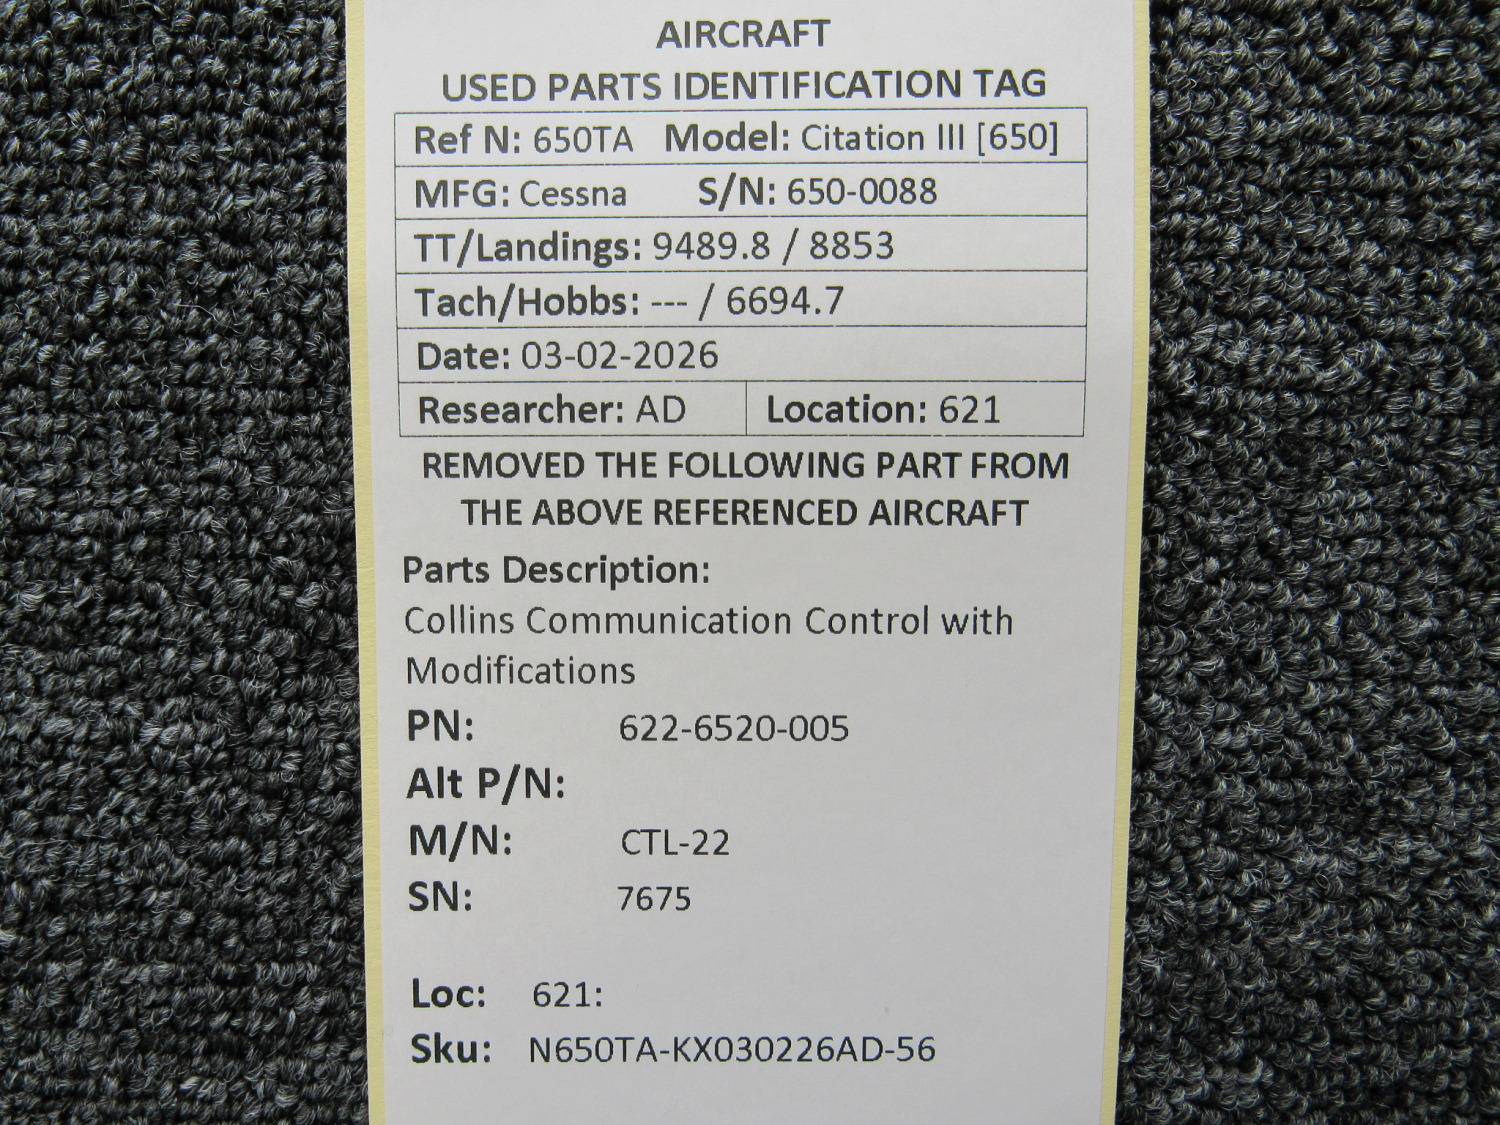 AIRCRAFT
USED PARTS IDENTIFICATION TAG
Ref N: 650TA Model: Citation III [650]
MFG: Cessna S/N: 650-0088
TT/Landings: 9489.8 / 8853
Tach/Hobbs: --- / 6694.7
Date: 03-02-2026
Researcher: AD Location: 621
REMOVED THE FOLLOWING PART FROM
THE ABOVE REFERENCED AIRCRAFT
Parts Description:
Collins Communication Control with
Modifications
PN: 622-6520-005
Alt P/N:
M/N: CTL-22
SN: 7675
Loc: 621:
Sku: N650TA-KX030226AD-56